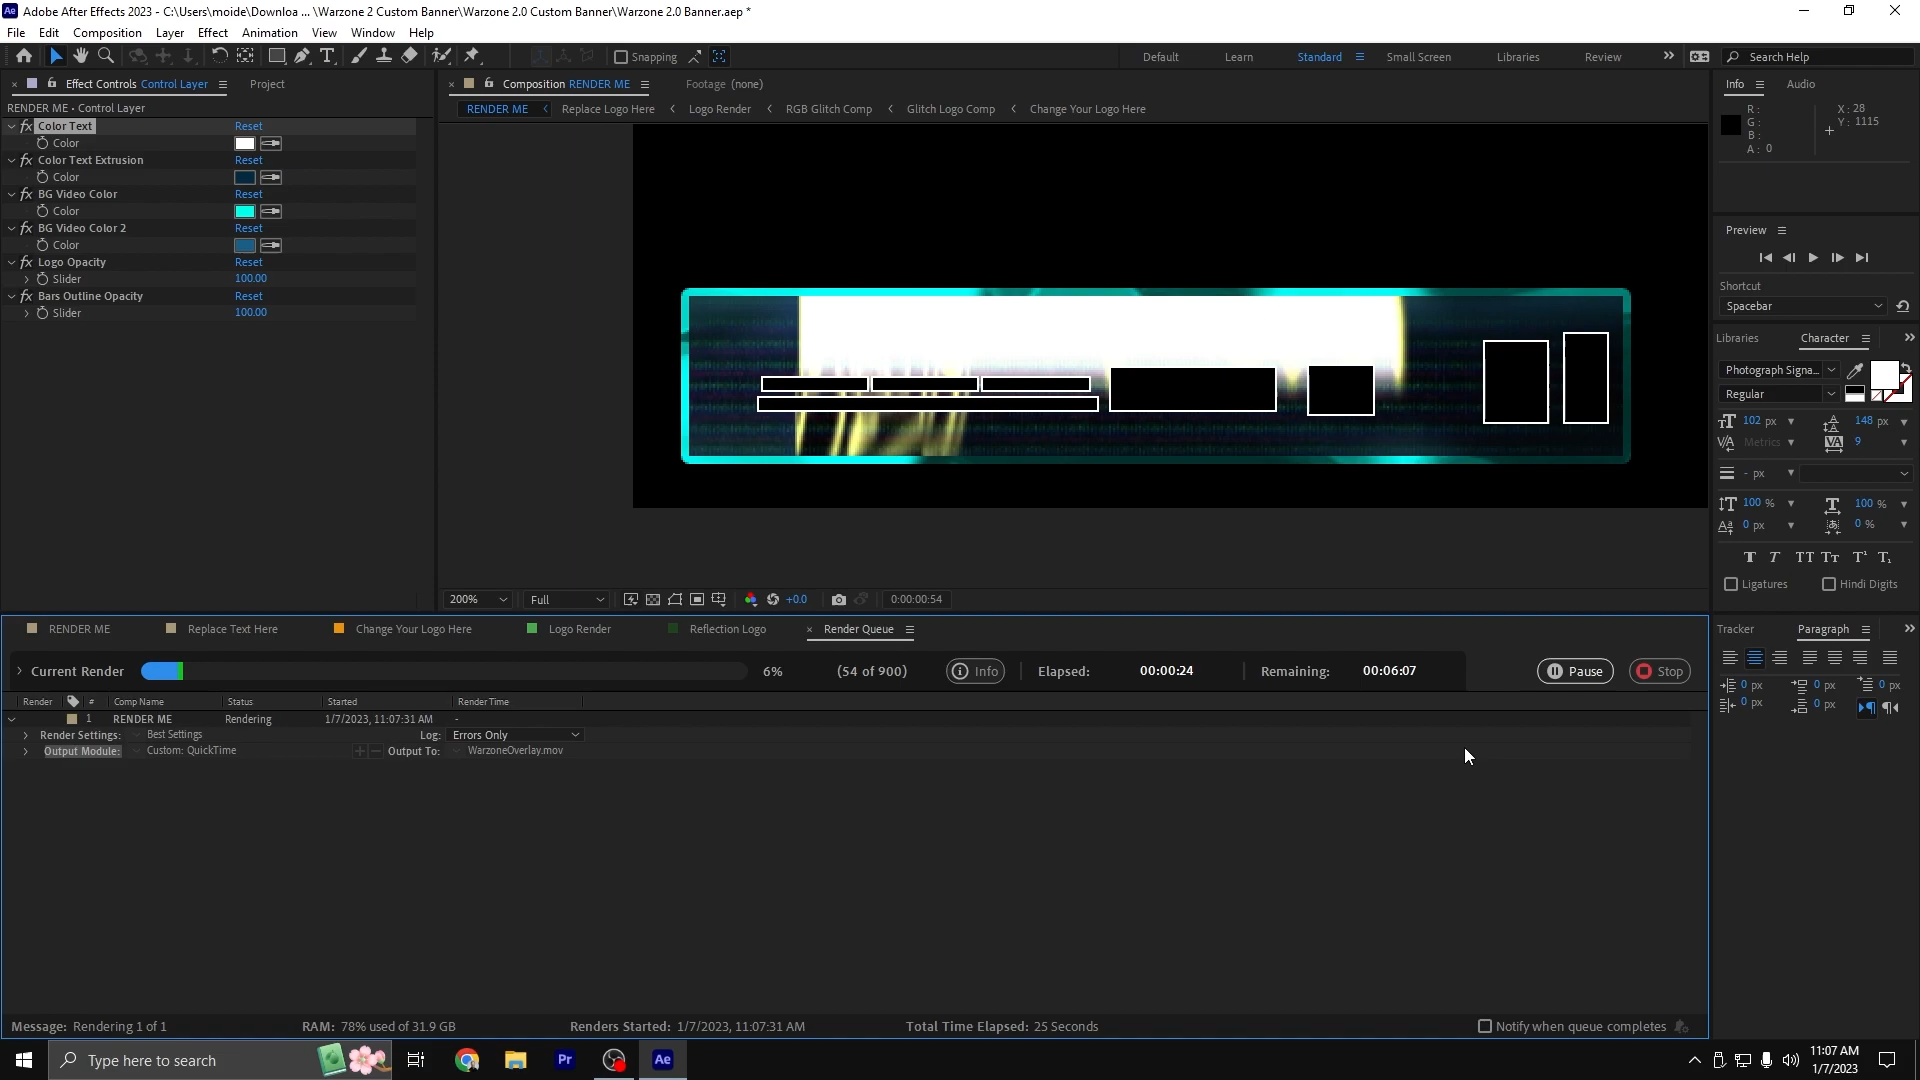 Ae Adobe After Effects 2023 - C:\Users\moide\Downloa ... \Warzone 2 Custom Banner\Warzone 2.0 Custom Banner\Warzone 2.0 Banner.aep *
File Edit Composition Layer Effect Animation View Window Help
Snapping Default Learn Standard Small Screen Libraries Review Search Help
Effect Controls Control Layer Project
Composition RENDER ME Footage (none)
Info Audio
RENDER ME • Control Layer
RENDER ME Replace Logo Here Logo Render RGB Glitch Comp Glitch Logo Comp Change Your Logo Here
R :
G :
B :
A : 0
X : 28
Y : 1115
fx Color Text Reset
Color
fx Color Text Extrusion Reset
Color
fx BG Video Color Reset
Color
fx BG Video Color 2 Reset
Color
fx Logo Opacity Reset
Slider 100.00
fx Bars Outline Opacity Reset
Slider 100.00
Preview
Shortcut
Spacebar
Libraries Character
Photograph Signa...
Regular
102 px 148 px
Metrics 9
- px
100 % 100 %
0 px 0 %
T T TT Tr T¹ T₁
Ligatures Hindi Digits
200% Full +0.0 0:00:00:54
RENDER ME Replace Text Here Change Your Logo Here Logo Render Reflection Logo Render Queue
Tracker Paragraph
Current Render 6% (54 of 900) Info Elapsed: 00:00:24 Remaining: 00:06:07 Pause Stop
0 px 0 px 0 px
0 px 0 px
Render # Comp Name Status Started Render Time
1 RENDER ME Rendering 1/7/2023, 11:07:31 AM -
Render Settings: Best Settings Log: Errors Only
Output Module: Custom: QuickTime Output To: WarzoneOverlay.mov
Message: Rendering 1 of 1 RAM: 78% used of 31.9 GB Renders Started: 1/7/2023, 11:07:31 AM Total Time Elapsed: 25 Seconds Notify when queue completes
Type here to search Pr Ae
11:07 AM
1/7/2023